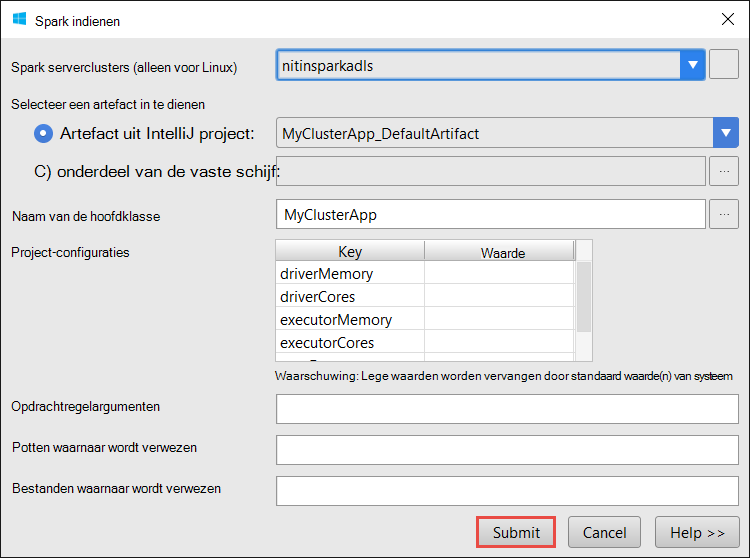 Spark indienen
Spark serverclusters (alleen voor Linux)
nitinsparkadls
Selecteer een artefact in te dienen
Artefact uit IntelliJ project:
MyClusterApp_DefaultArtifact
C) onderdeel van de vaste schijf:
...
Naam van de hoofdklasse
MyClusterApp
...
Project-configuraties
Key Waarde
driverMemory
driverCores
executorMemory
executorCores
Waarschuwing: Lege waarden worden vervangen door standaard waarde(n) van systeem
Opdrachtregelargumenten
Potten waarnaar wordt verwezen
Bestanden waarnaar wordt verwezen
Submit Cancel Help >>